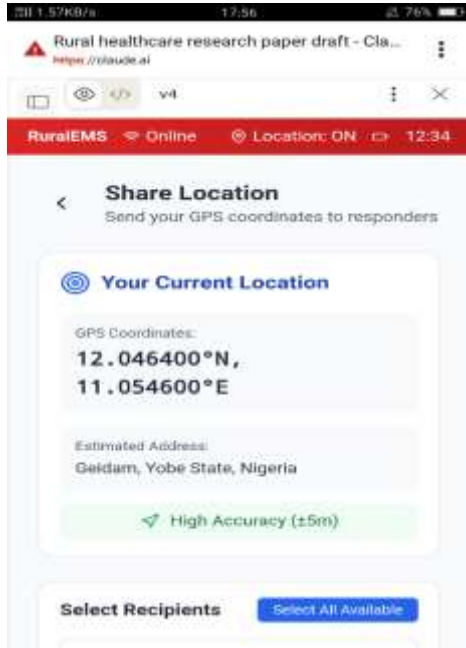 1.57KB/s 17:56 76%
Rural healthcare research paper draft - Cla...
https://claude.ai
v4
RuralEMS Online Location: ON 12:34
Share Location
Send your GPS coordinates to responders
Your Current Location
GPS Coordinates:
12.046400°N,
11.054600°E
Estimated Address:
Geidam, Yobe State, Nigeria
High Accuracy (±5m)
Select Recipients Select All Available